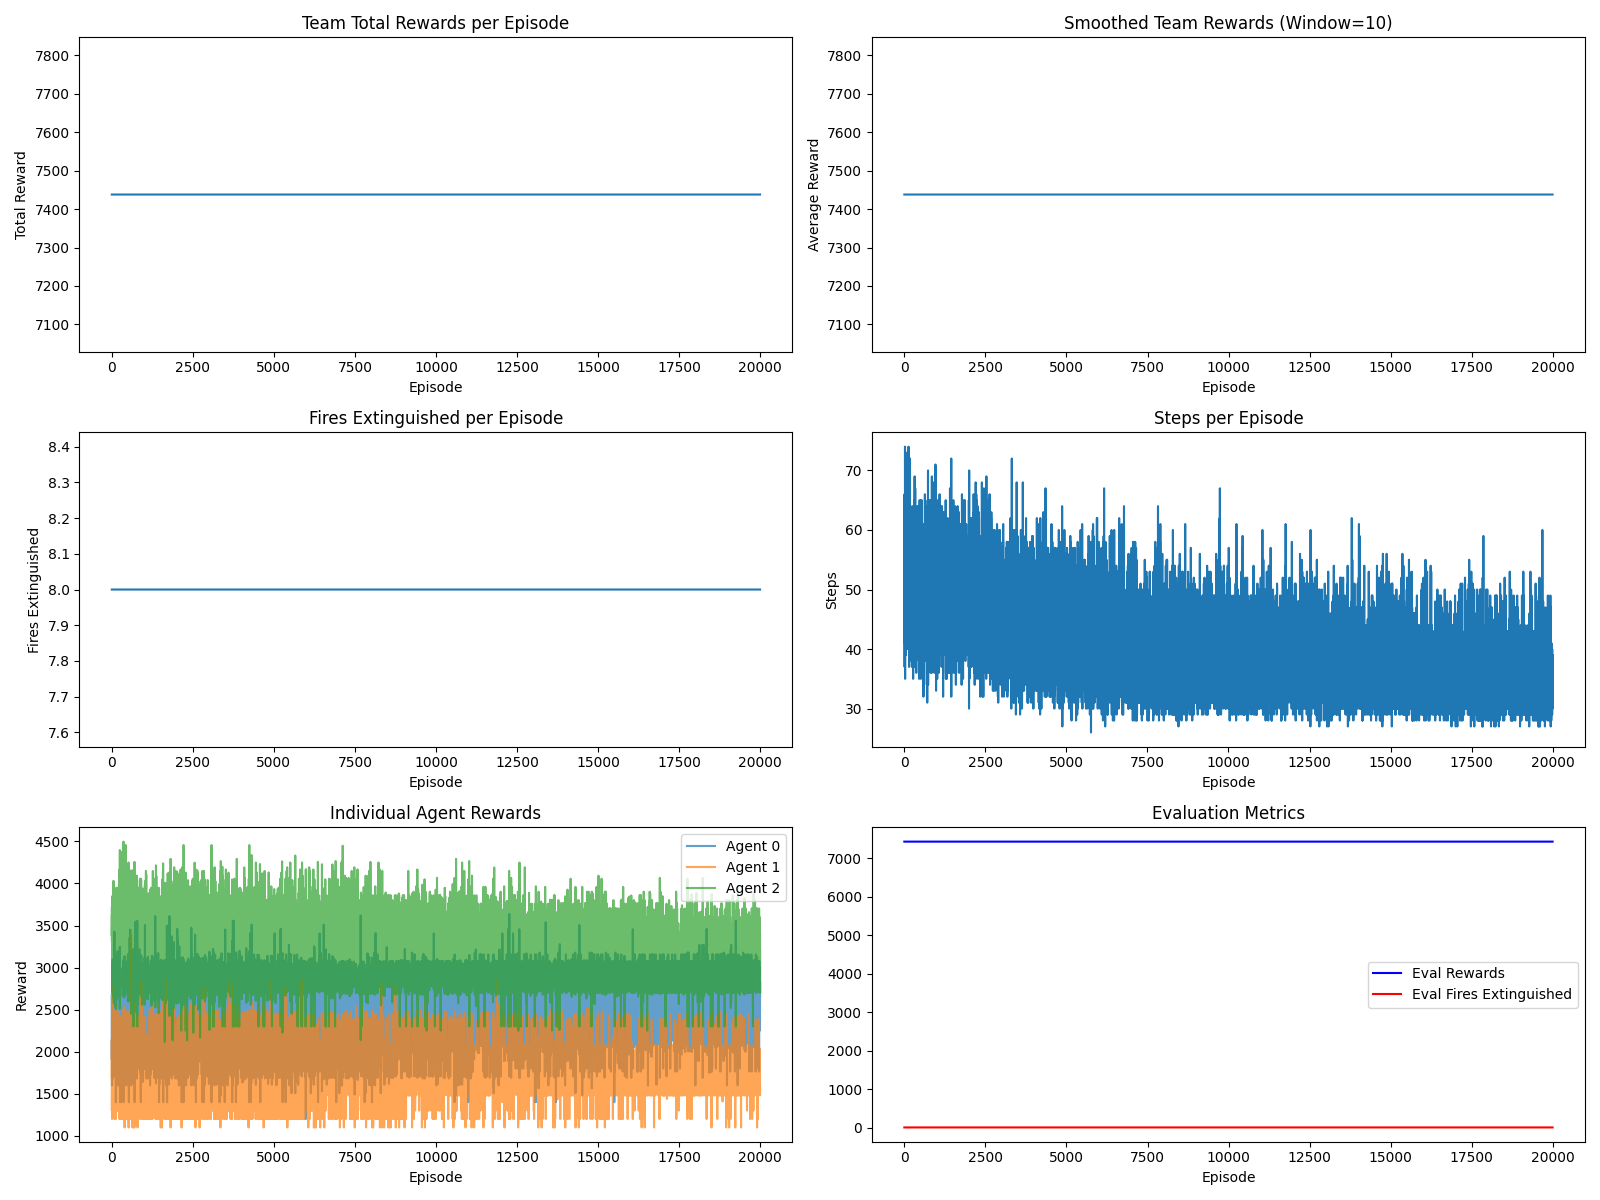 Team Total Rewards per Episode
Total Reward
7800
7700
7600
7500
7400
7300
7200
7100
0 2500 5000 7500 10000 12500 15000 17500 20000
Episode
Smoothed Team Rewards (Window=10)
Average Reward
7800
7700
7600
7500
7400
7300
7200
7100
0 2500 5000 7500 10000 12500 15000 17500 20000
Episode
Fires Extinguished per Episode
Fires Extinguished
8.4
8.3
8.2
8.1
8.0
7.9
7.8
7.7
7.6
0 2500 5000 7500 10000 12500 15000 17500 20000
Episode
Steps per Episode
Steps
70
60
50
40
30
0 2500 5000 7500 10000 12500 15000 17500 20000
Episode
Individual Agent Rewards
Reward
4500
4000
3500
3000
2500
2000
1500
1000
Agent 0
Agent 1
Agent 2
0 2500 5000 7500 10000 12500 15000 17500 20000
Episode
Evaluation Metrics
7000
6000
5000
4000
3000
2000
1000
0
Eval Rewards
Eval Fires Extinguished
0 2500 5000 7500 10000 12500 15000 17500 20000
Episode